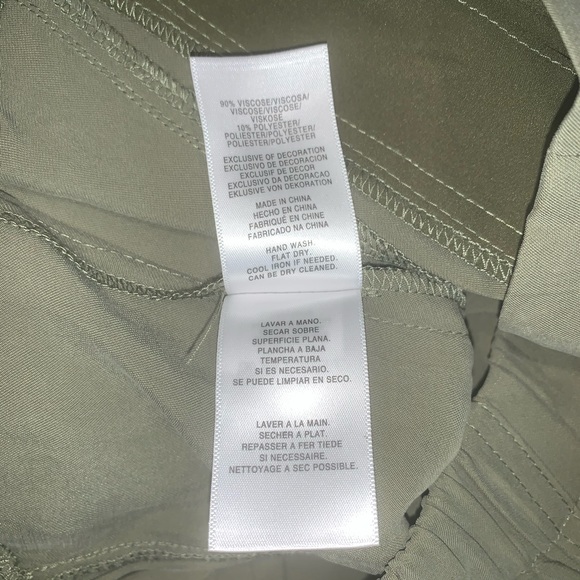 90% VISCOSE/VISCOSA/
VISCOSE/VISCOSE/
VISKOSE
10% POLYESTER/
POLIESTER/POLYESTER/
POLIESTER/POLYESTER
EXCLUSIVE OF DECORATION
EXCLUSIVO DE DECORACION
EXCLUSIF DE DECOR
EXCLUSIVO DA DECORACAO
EKLUSIVE VON DEKORATION
MADE IN CHINA
HECHO EN CHINA
FABRIQUÉ EN CHINE
FABRICADO NA CHINA
HAND WASH.
FLAT DRY.
COOL IRON IF NEEDED.
CAN BE DRY CLEANED.
LAVAR A MANO.
SECAR SOBRE
SUPERFICIE PLANA.
PLANCHA A BAJA
TEMPERATURA
SI ES NECESARIO.
SE PUEDE LIMPIAR EN SECO.
LAVER A LA MAIN.
SECHER A PLAT.
REPASSER A FER TIEDE
SI NECESSAIRE.
NETTOYAGE A SEC POSSIBLE.